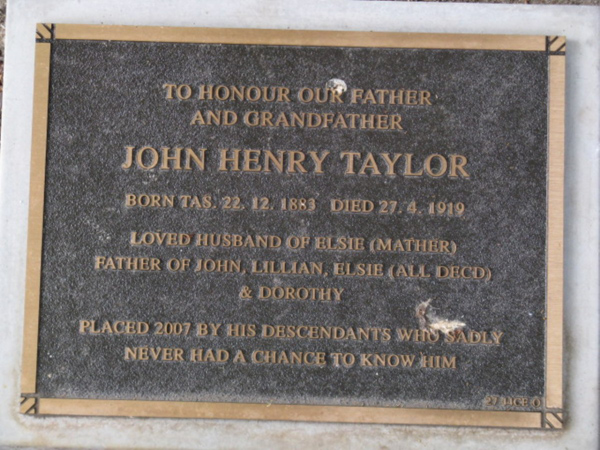 TO HONOUR OUR FATHER
AND GRANDFATHER
JOHN HENRY TAYLOR
BORN TAS. 22. 12. 1883 DIED 27. 4. 1919
LOVED HUSBAND OF ELSIE (MATHER)
FATHER OF JOHN, LILLIAN, ELSIE (ALL DEC'D)
& DOROTHY
PLACED 2007 BY HIS DESCENDANTS WHO SADLY
NEVER HAD A CHANCE TO KNOW HIM